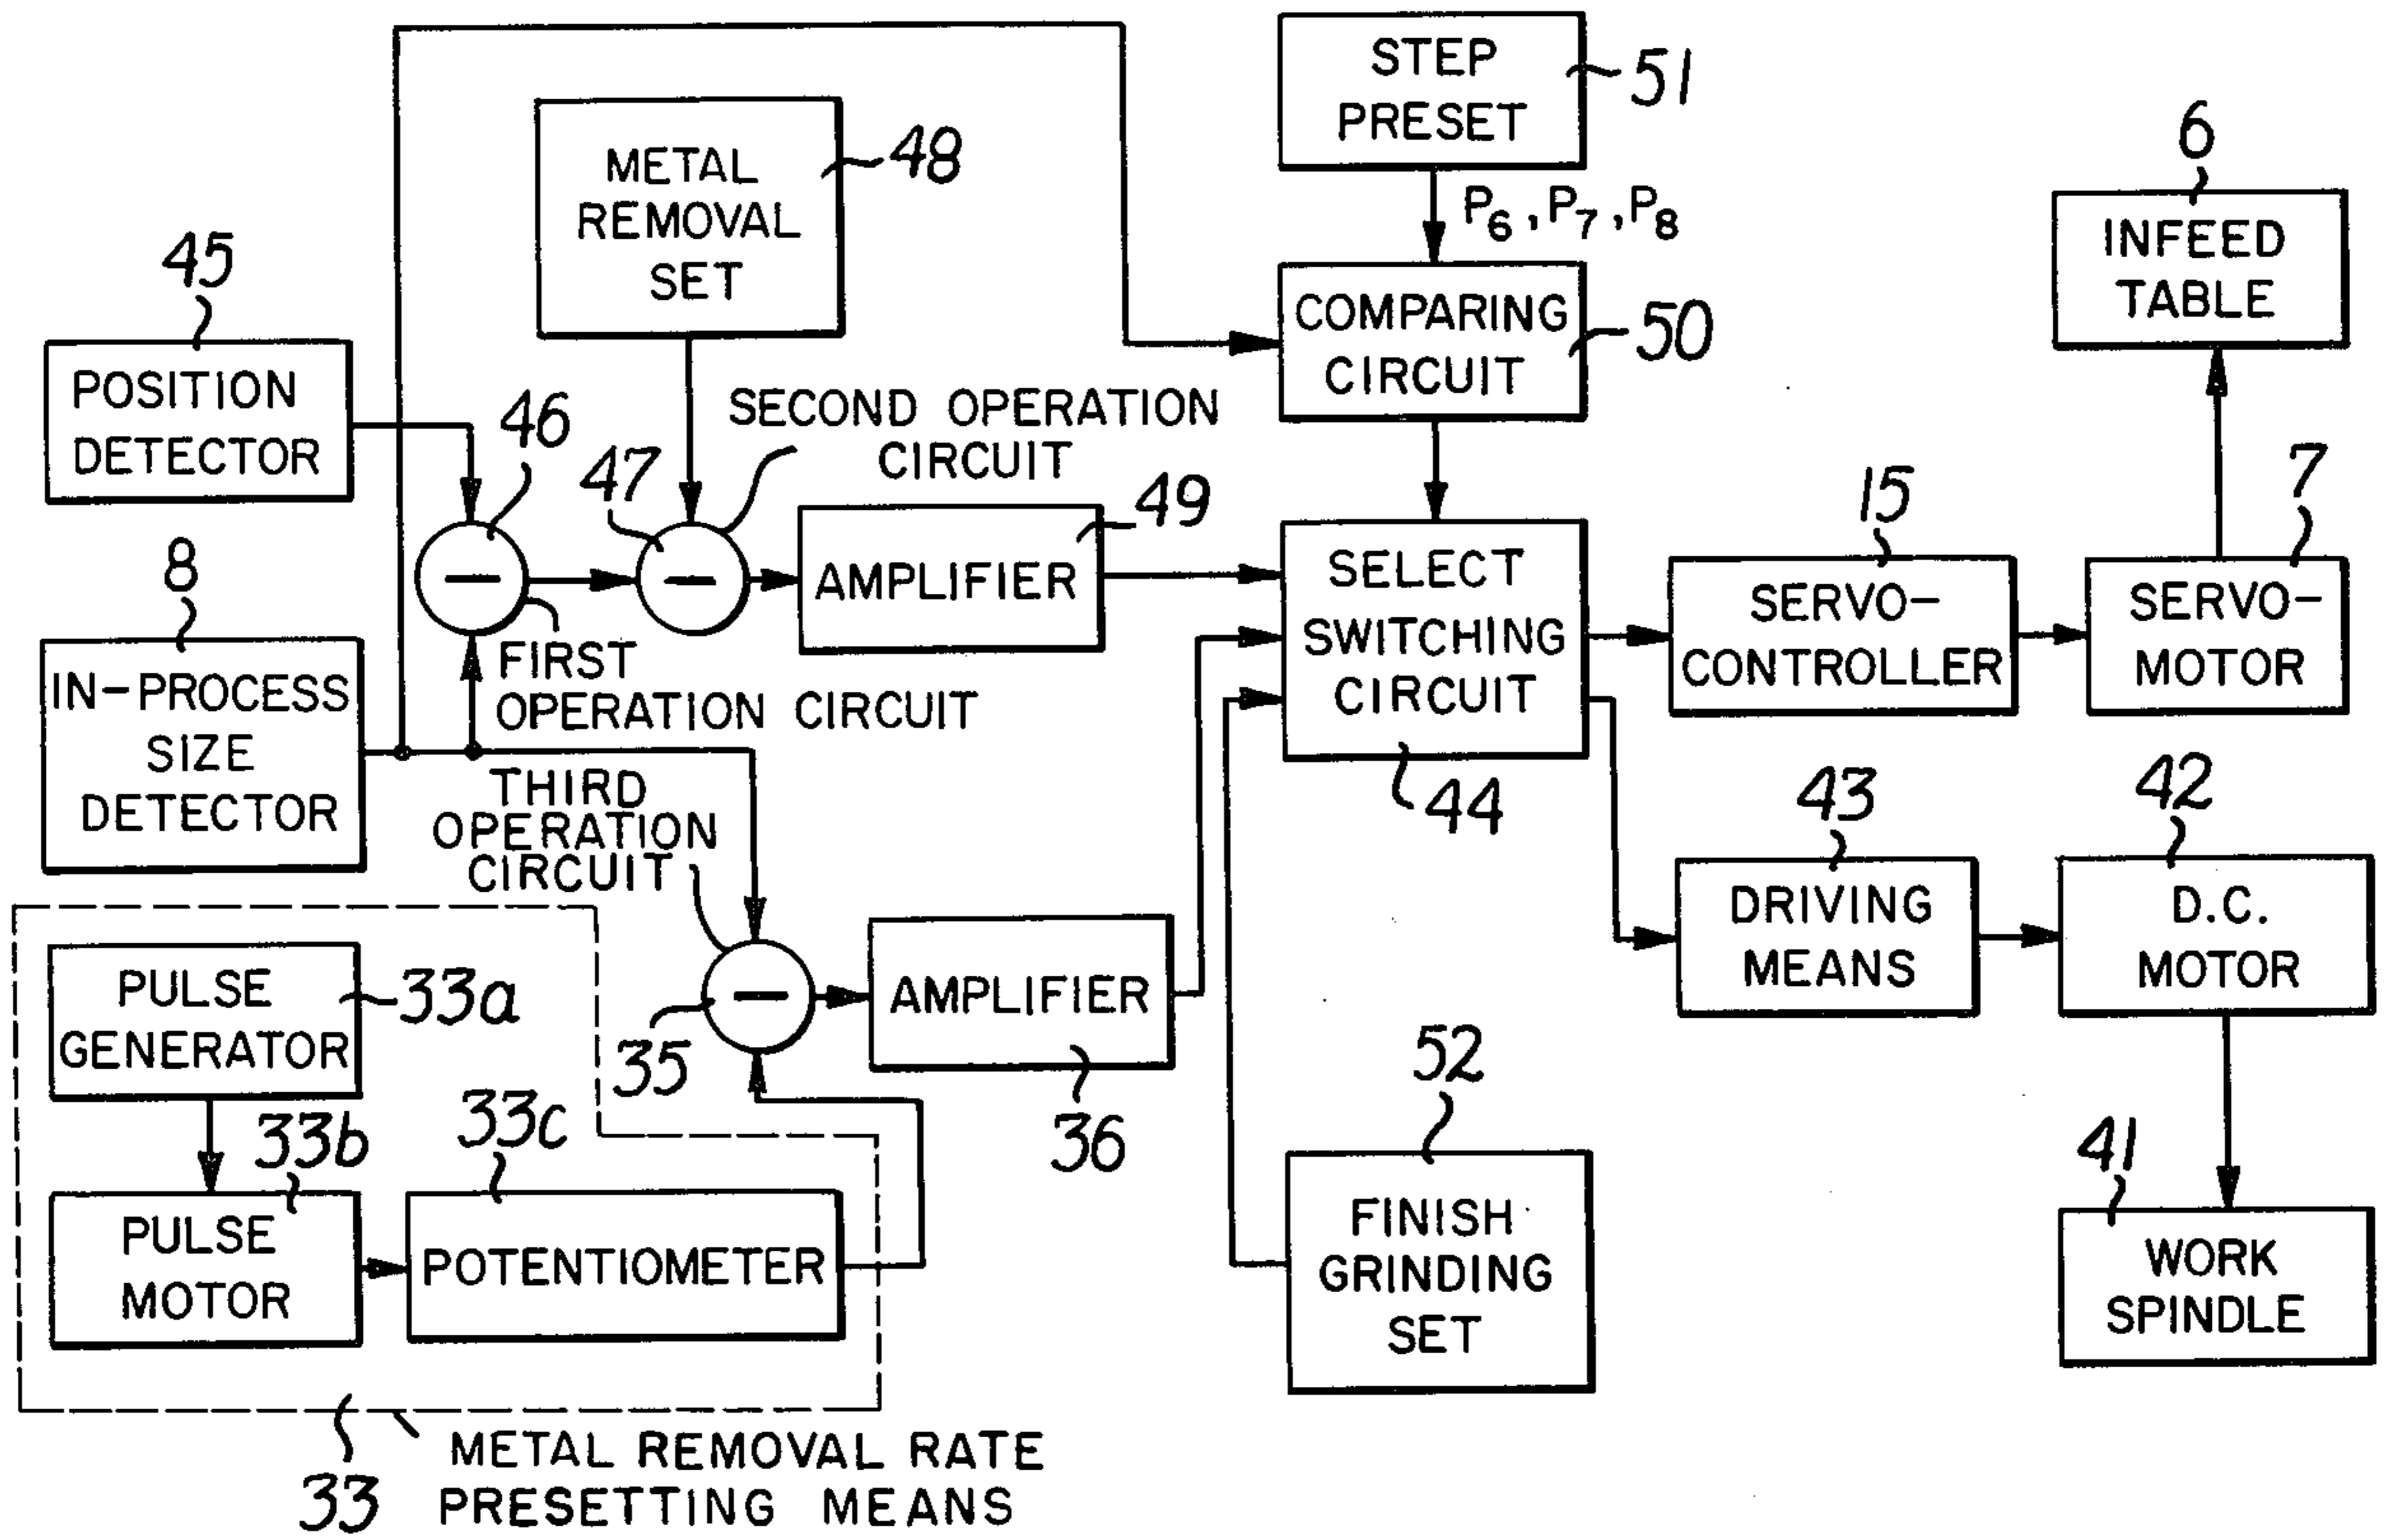 STEP
PRESET
51
P6, P7, P8
METAL
REMOVAL
SET
48
6
INFEED
TABLE
45
POSITION
DETECTOR
COMPARING
CIRCUIT
50
46
47
SECOND OPERATION
CIRCUIT
49
AMPLIFIER
SELECT
SWITCHING
CIRCUIT
44
15
SERVO-
CONTROLLER
7
SERVO-
MOTOR
8
IN-PROCESS
SIZE
DETECTOR
FIRST
OPERATION CIRCUIT
THIRD
OPERATION
CIRCUIT
35
AMPLIFIER
36
43
DRIVING
MEANS
42
D.C.
MOTOR
PULSE
GENERATOR
33a
33b
PULSE
MOTOR
33c
POTENTIOMETER
52
FINISH
GRINDING
SET
41
WORK
SPINDLE
33
METAL REMOVAL RATE
PRESETTING MEANS